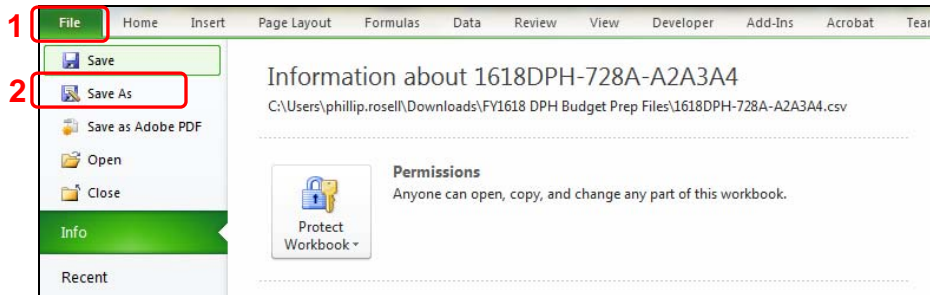 1 File Home Insert Page Layout Formulas Data Review View Developer Add-Ins Acrobat
Save
2 Save As
Save as Adobe PDF
Open
Close
Info
Recent
Information about 1618DPH-728A-A2A3A4
C:\Users\phillip.rosell\Downloads\FY1618 DPH Budget Prep Files\1618DPH-728A-A2A3A4.csv
Protect
Workbook
Permissions
Anyone can open, copy, and change any part of this workbook.